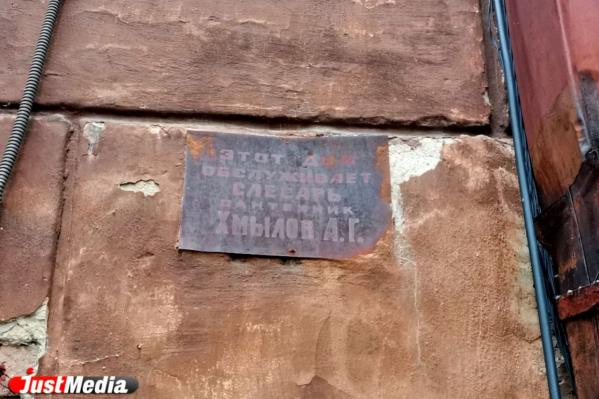 ЭТОТ ДОМ
ОБСЛУЖИВАЕТ
СЛЕСАРЬ
САНТЕХНИК
ХМЫЛОВ А.Г.
JustMedia